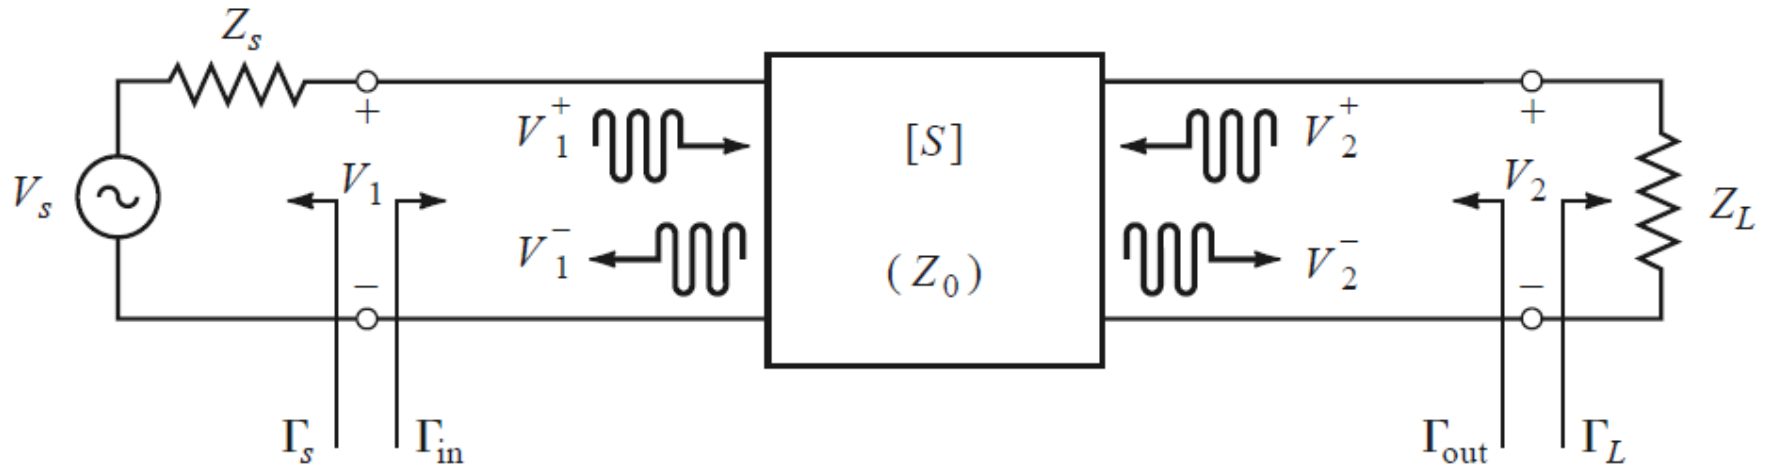 Z_s
+ +
V_1^+ [S] V_2^+
V_s V_1 V_2 Z_L
V_1^- (Z_0) V_2^-
− −
Γ_s Γ_in Γ_out Γ_L